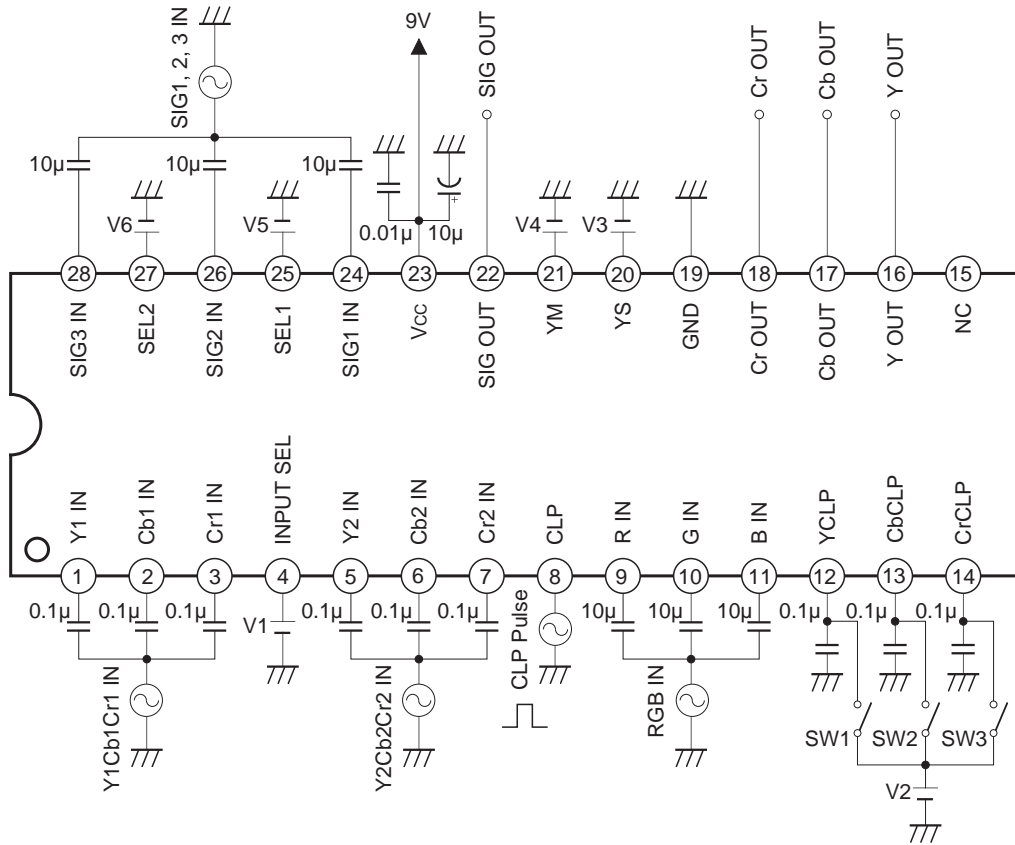 SIG1, 2, 3 IN
9V
SIG OUT
Cr OUT
Cb OUT
Y OUT
10µ
10µ
10µ
V6
V5
0.01µ
10µ
V4
V3
28
27
26
25
24
23
22
21
20
19
18
17
16
15
SIG3 IN
SEL2
SIG2 IN
SEL1
SIG1 IN
VCC
SIG OUT
YM
YS
GND
Cr OUT
Cb OUT
Y OUT
NC
Y1 IN
Cb1 IN
Cr1 IN
INPUT SEL
Y2 IN
Cb2 IN
Cr2 IN
CLP
R IN
G IN
B IN
YCLP
CbCLP
CrCLP
1
2
3
4
5
6
7
8
9
10
11
12
13
14
0.1µ
0.1µ
0.1µ
V1
0.1µ
0.1µ
0.1µ
CLP Pulse
10µ
10µ
10µ
0.1µ
0.1µ
0.1µ
Y1Cb1Cr1 IN
Y2Cb2Cr2 IN
RGB IN
SW1
SW2
SW3
V2